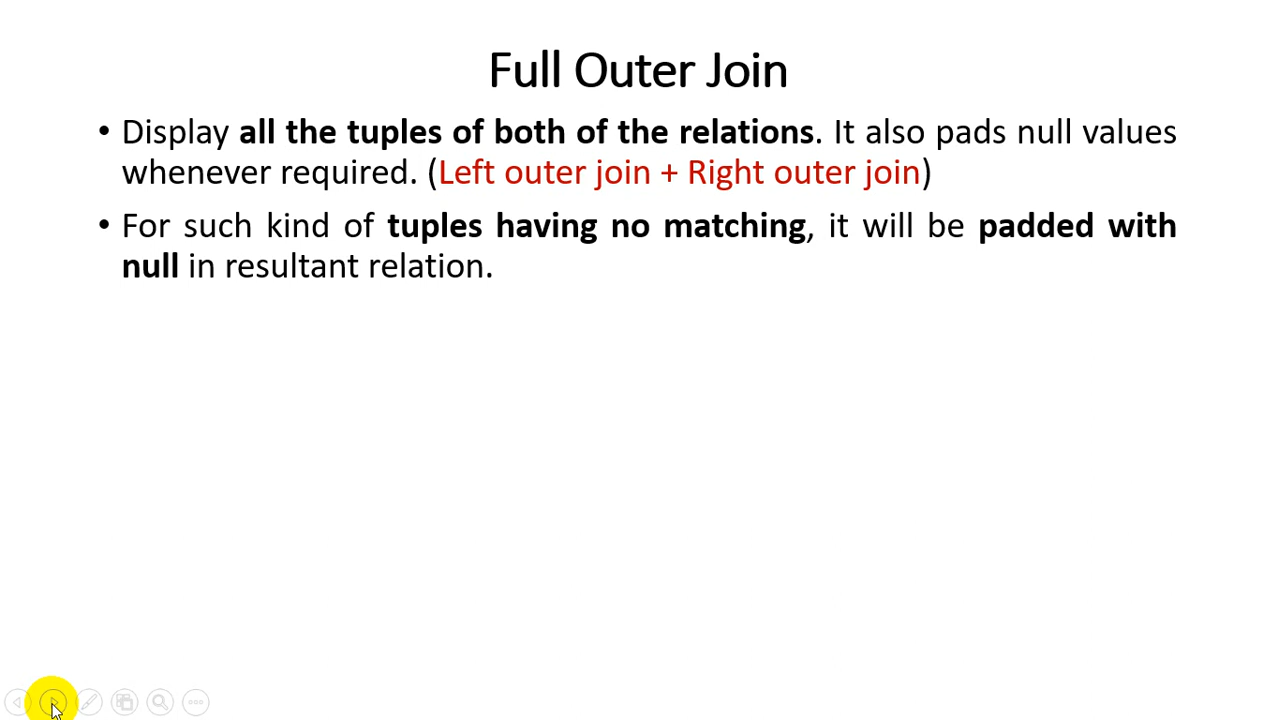 Full Outer Join
• Display all the tuples of both of the relations. It also pads null values
whenever required. (Left outer join + Right outer join)
• For such kind of tuples having no matching, it will be padded with
null in resultant relation.